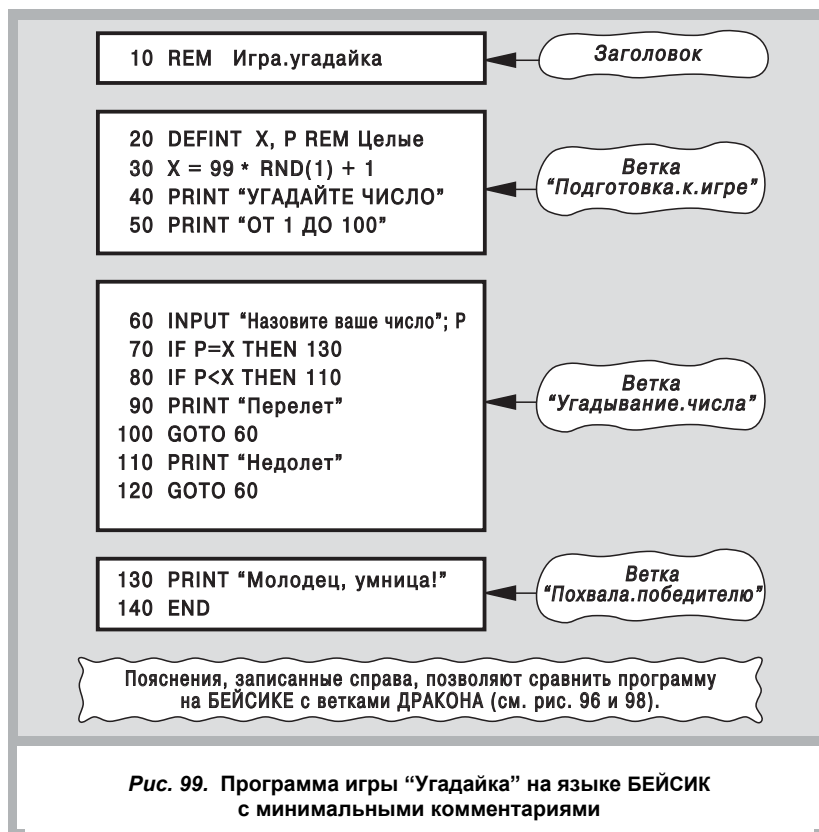 10 REM Игра.угадайка
Заголовок
20 DEFINT X, P REM Целые
30 X = 99 * RND(1) + 1
40 PRINT “УГАДАЙТЕ ЧИСЛО”
50 PRINT “ОТ 1 ДО 100”
Ветка
“Подготовка.к.игре”
60 INPUT “Назовите ваше число”; P
70 IF P=X THEN 130
80 IF P<X THEN 110
90 PRINT “Перелет”
100 GOTO 60
110 PRINT “Недолет”
120 GOTO 60
Ветка
“Угадывание.числа”
130 PRINT “Молодец, умница!”
140 END
Ветка
“Похвала.победителю”
Пояснения, записанные справа, позволяют сравнить программу
на БЕЙСИКЕ с ветками ДРАКОНА (см. рис. 96 и 98).
Рис. 99. Программа игры “Угадайка” на языке БЕЙСИК
с минимальными комментариями